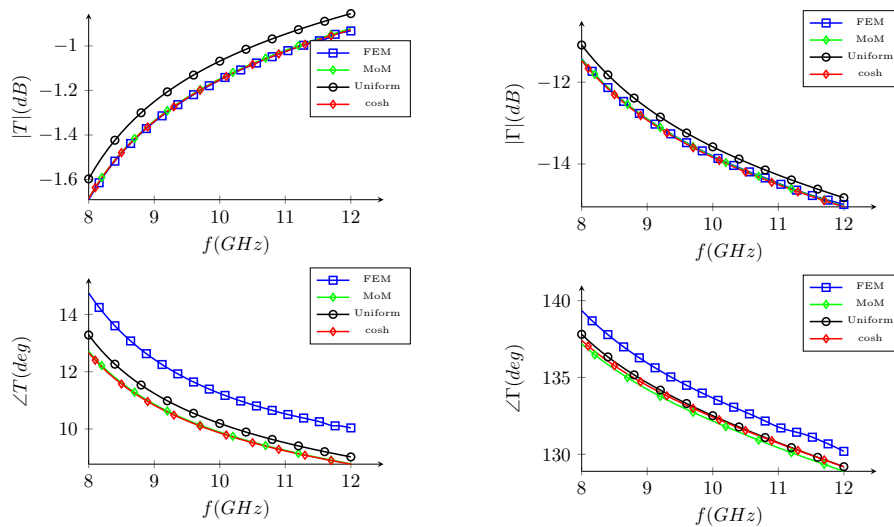 |T|(dB)
−1
−1.2
−1.4
−1.6
8 9 10 11 12
f(GHz)
FEM
MoM
Uniform
cosh
|Γ|(dB)
−12
−14
8 9 10 11 12
f(GHz)
FEM
MoM
Uniform
cosh
∠T(deg)
14
12
10
8 9 10 11 12
f(GHz)
FEM
MoM
Uniform
cosh
∠Γ(deg)
140
135
130
8 9 10 11 12
f(GHz)
FEM
MoM
Uniform
cosh